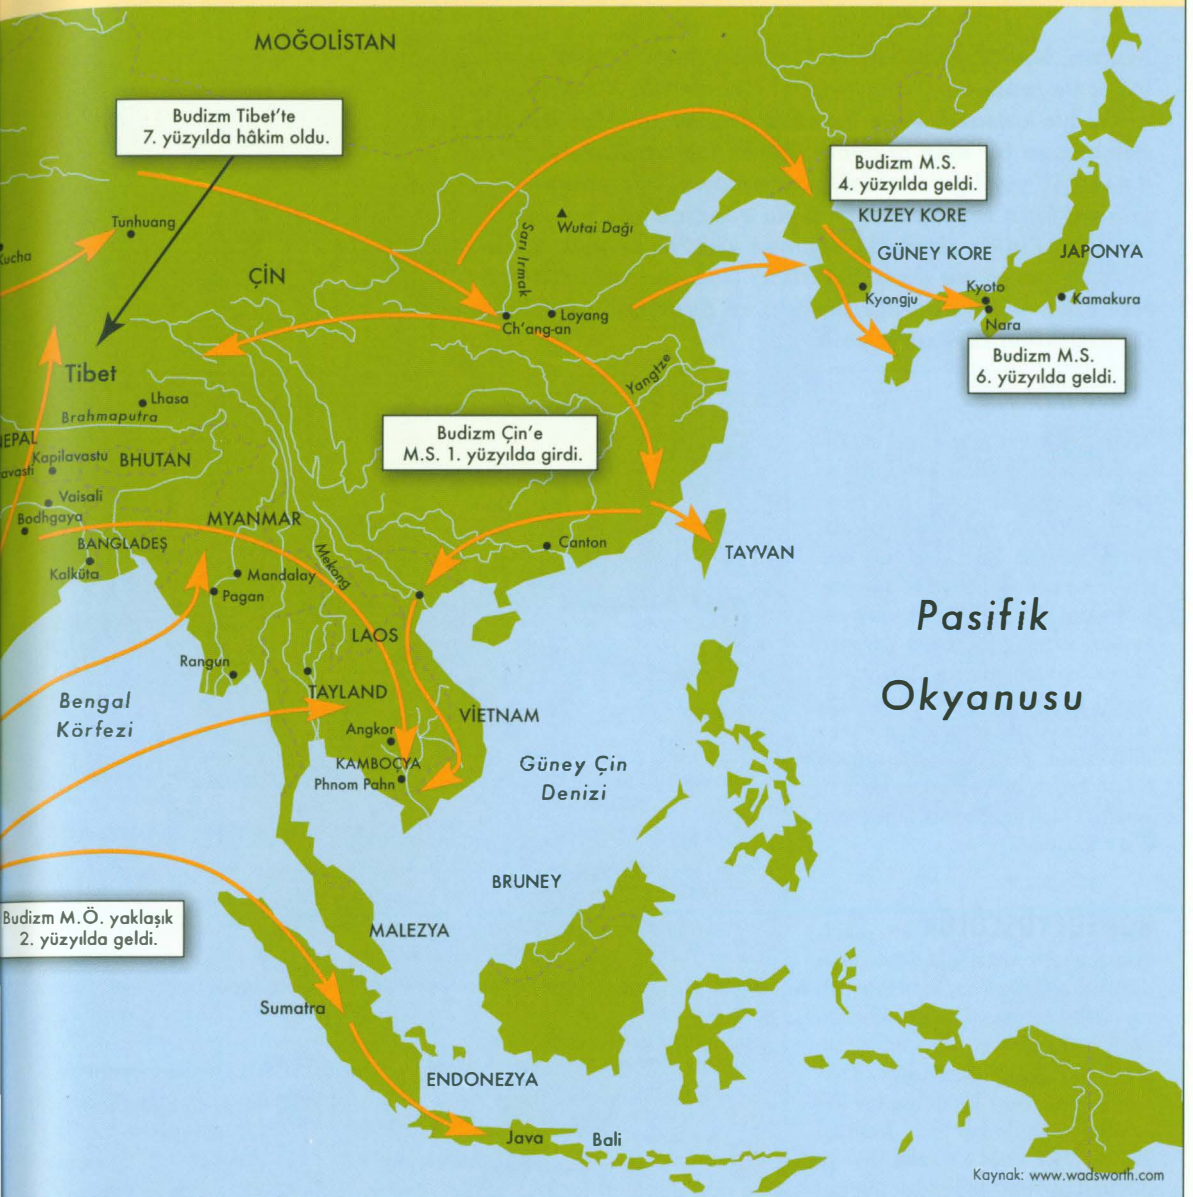 MOĞOLİSTAN
Budizm Tibet'te
7. yüzyılda hâkim oldu.
Budizm M.S.
4. yüzyılda geldi.
KUZEY KORE
GÜNEY KORE
JAPONYA
Tunhuang
Kucha
Wutai Dağı
Sarı Irmak
ÇİN
Kyongju
Kyoto
Kamakura
Nara
Loyang
Ch'ang-an
Budizm M.S.
6. yüzyılda geldi.
Tibet
Yangtze
Lhasa
Brahmaputra
Budizm Çin'e
M.S. 1. yüzyılda girdi.
NEPAL
Kapilavastu
BHUTAN
avasti
Vaisali
Bodhgaya
MYANMAR
BANGLADEŞ
Kalküta
Mandalay
Pagan
Mekong
Canton
TAYVAN
Pasifik
Okyanusu
LAOS
Rangun
TAYLAND
Bengal
Körfezi
VİETNAM
Angkor
KAMBOÇYA
Phnom Pahn
Güney Çin
Denizi
BRUNEY
Budizm M.Ö. yaklaşık
2. yüzyılda geldi.
MALEZYA
Sumatra
ENDONEZYA
Java
Bali
Kaynak: www.wadsworth.com